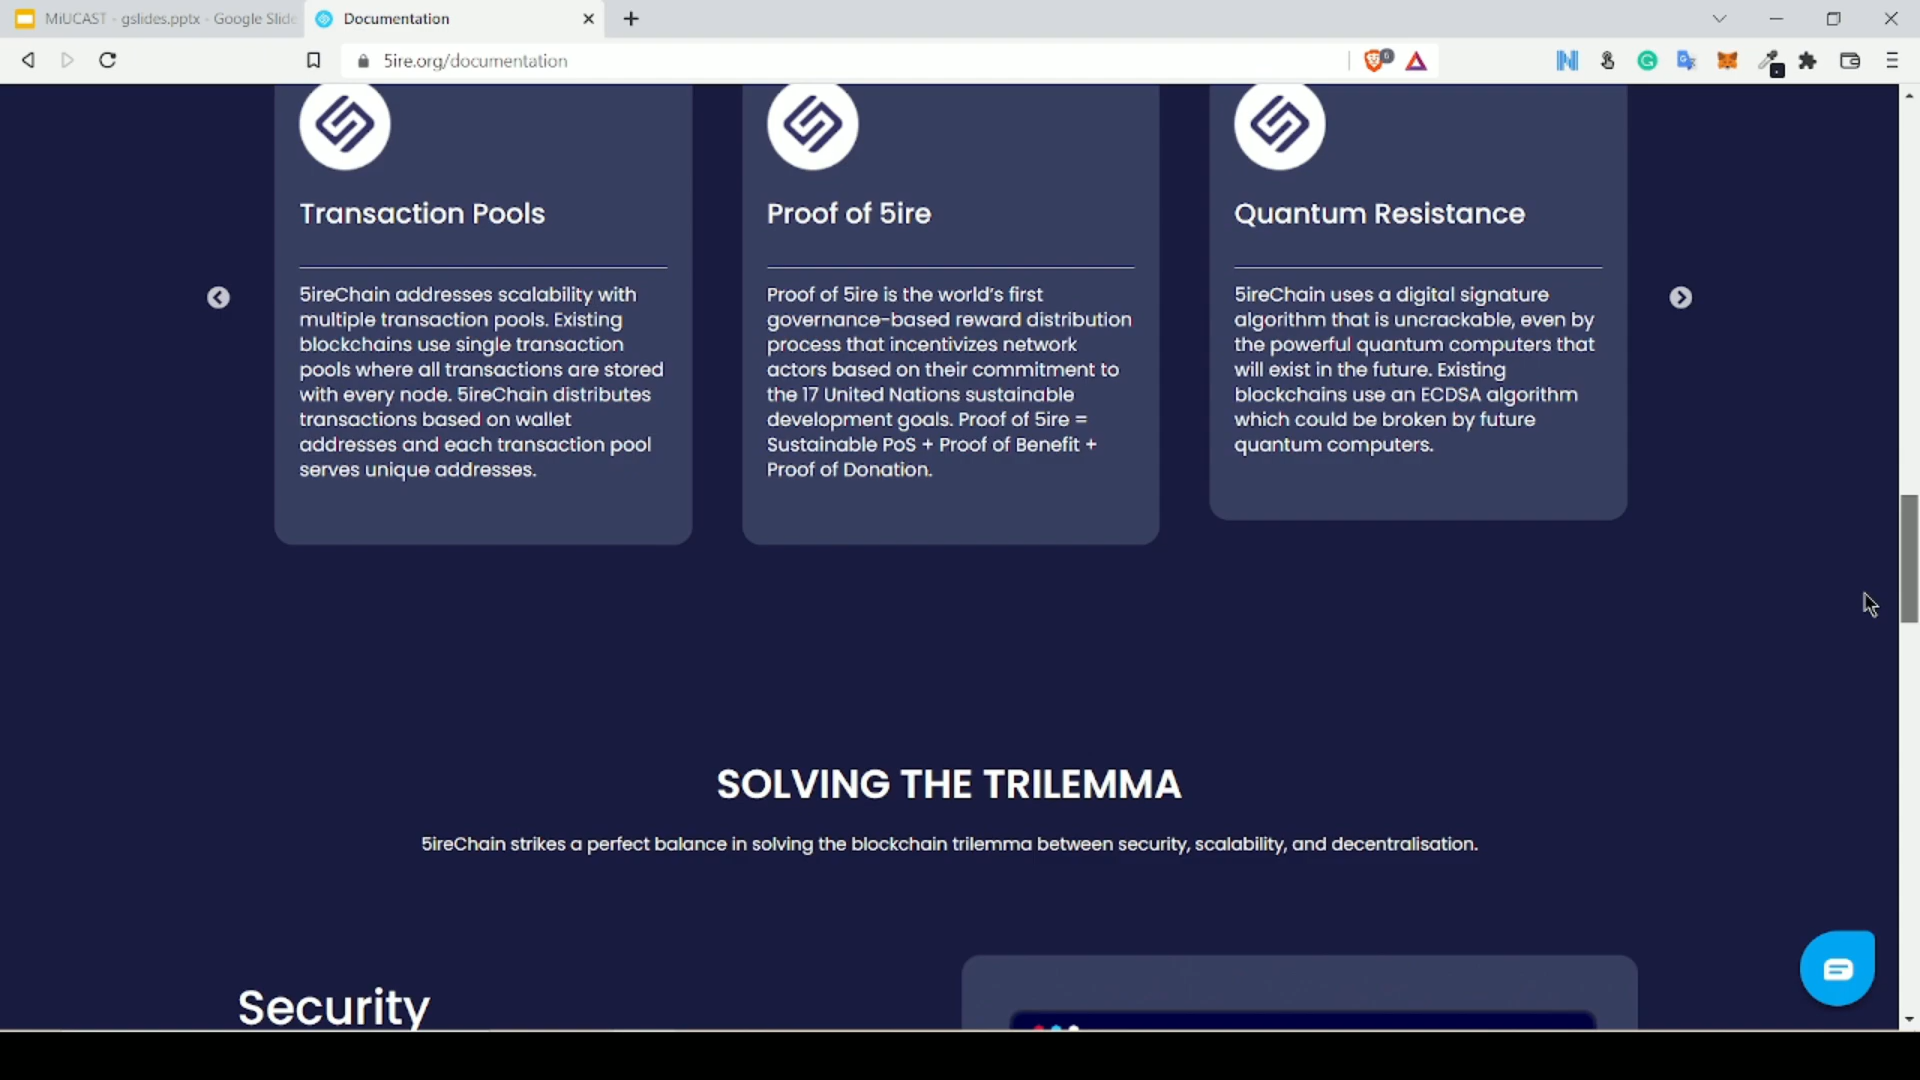 MiUCAST - gslides.pptx - Google Slide
Documentation
5ire.org/documentation
6
Transaction Pools
5ireChain addresses scalability with
multiple transaction pools. Existing
blockchains use single transaction
pools where all transactions are stored
with every node. 5ireChain distributes
transactions based on wallet
addresses and each transaction pool
serves unique addresses.
Proof of 5ire
Proof of 5ire is the world's first
governance-based reward distribution
process that incentivizes network
actors based on their commitment to
the 17 United Nations sustainable
development goals. Proof of 5ire =
Sustainable PoS + Proof of Benefit +
Proof of Donation.
Quantum Resistance
5ireChain uses a digital signature
algorithm that is uncrackable, even by
the powerful quantum computers that
will exist in the future. Existing
blockchains use an ECDSA algorithm
which could be broken by future
quantum computers.
SOLVING THE TRILEMMA
5ireChain strikes a perfect balance in solving the blockchain trilemma between security, scalability, and decentralisation.
Security